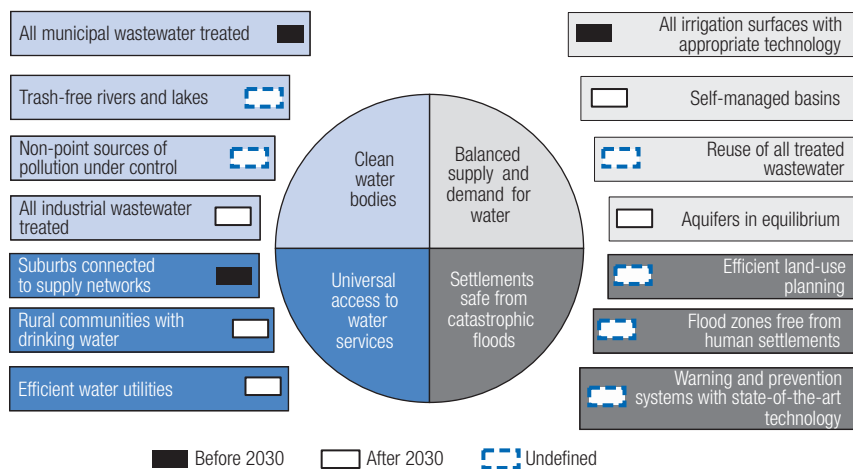 All municipal wastewater treated
Trash-free rivers and lakes
Non-point sources of
pollution under control
All industrial wastewater
treated
Suburbs connected
to supply networks
Rural communities with
drinking water
Efficient water utilities
Clean
water
bodies
Balanced
supply and
demand for
water
Universal
access to
water
services
Settlements
safe from
catastrophic
floods
All irrigation surfaces with
appropriate technology
Self-managed basins
Reuse of all treated
wastewater
Aquifers in equilibrium
Efficient land-use
planning
Flood zones free from
human settlements
Warning and prevention
systems with state-of-the-art
technology
Before 2030
After 2030
Undefined